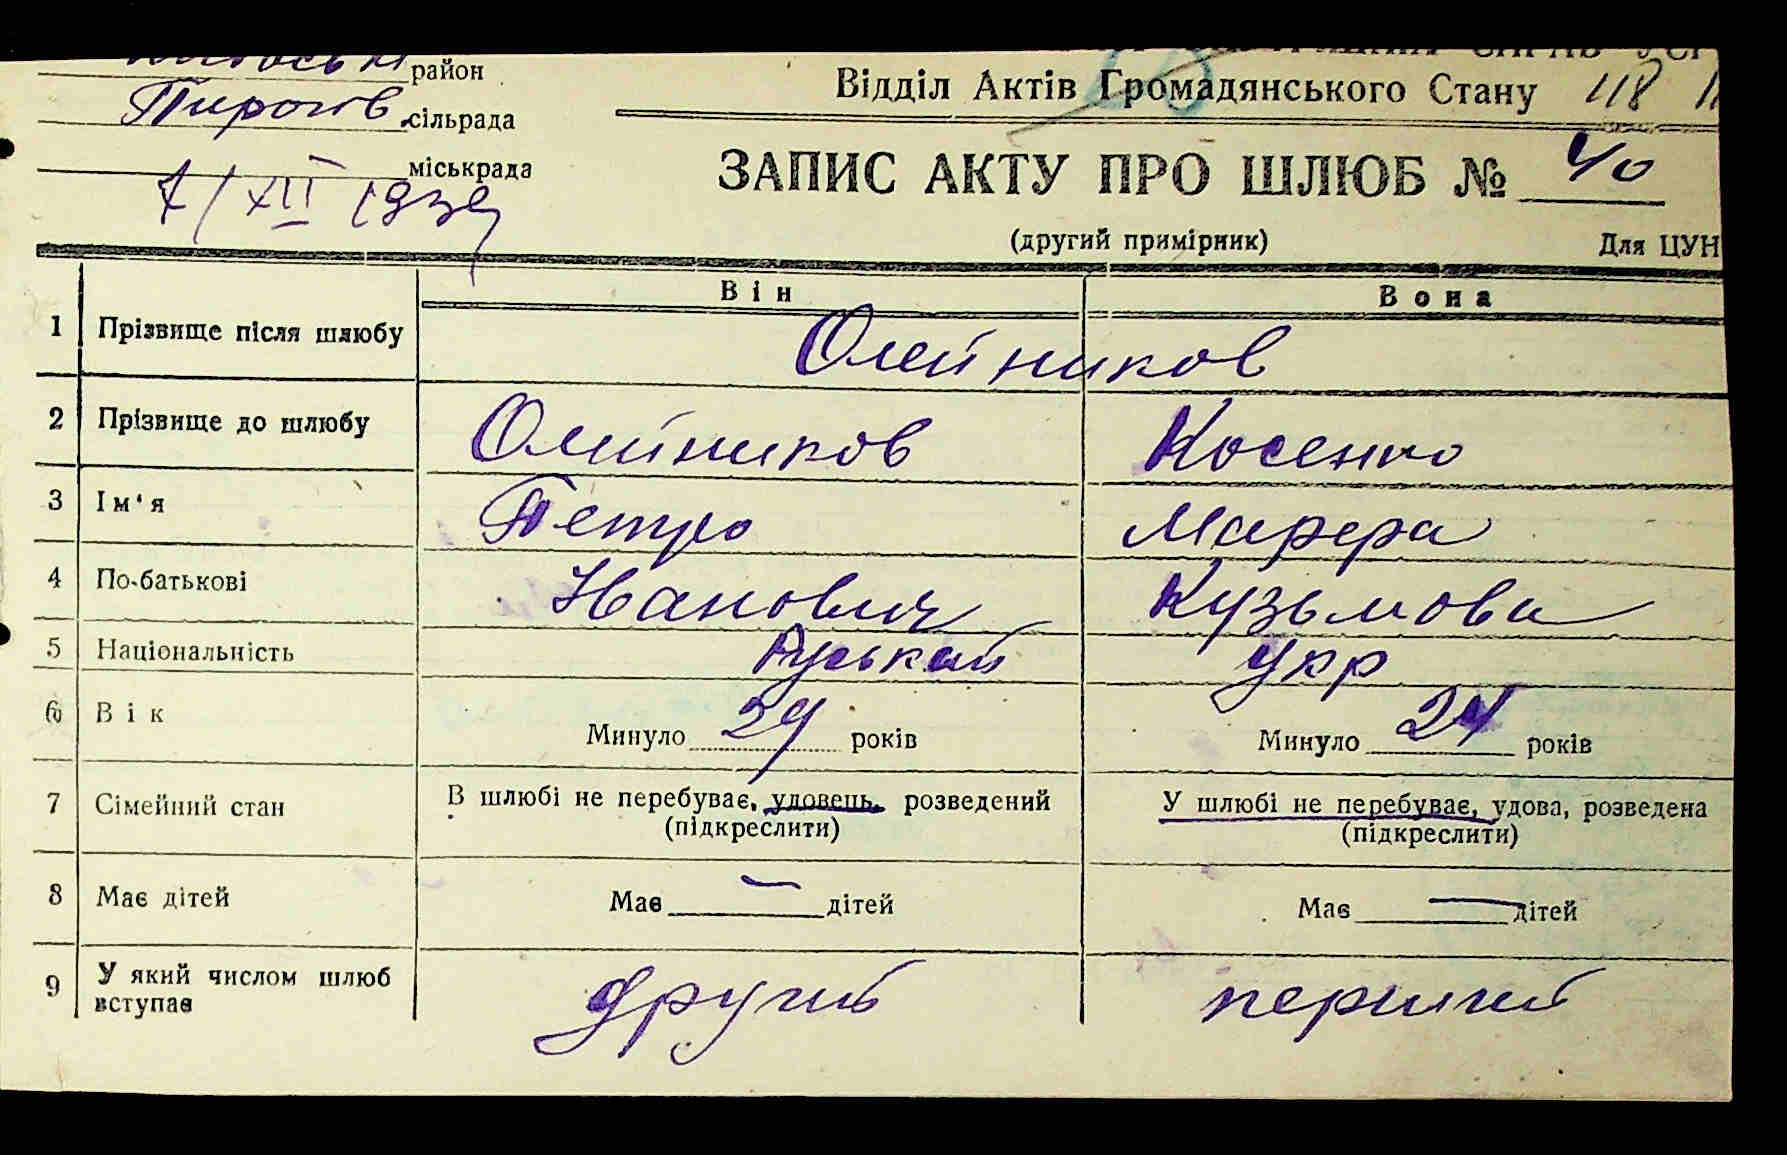 район
Відділ Актів Громадянського Стану 118
Пирогів сільрада
міськрада
ЗАПИС АКТУ ПРО ШЛЮБ № 40
7/XII 1939
(другий примірник) Для ЦУН
Він Вона
1 Прізвище після шлюбу Олейников
2 Прізвище до шлюбу Олейников Косенко
3 Ім'я Петро Марфа
4 По-батькові Иванович Кузьмова
5 Національність Руський Укр
6 Вік Минуло 29 років Минуло 24 років
7 Сімейний стан В шлюбі не перебуває, удовець, розведений У шлюбі не перебуває, удова, розведена
(підкреслити) (підкреслити)
8 Має дітей Має — дітей Має — дітей
9 У який числом шлюб
вступає другий перший